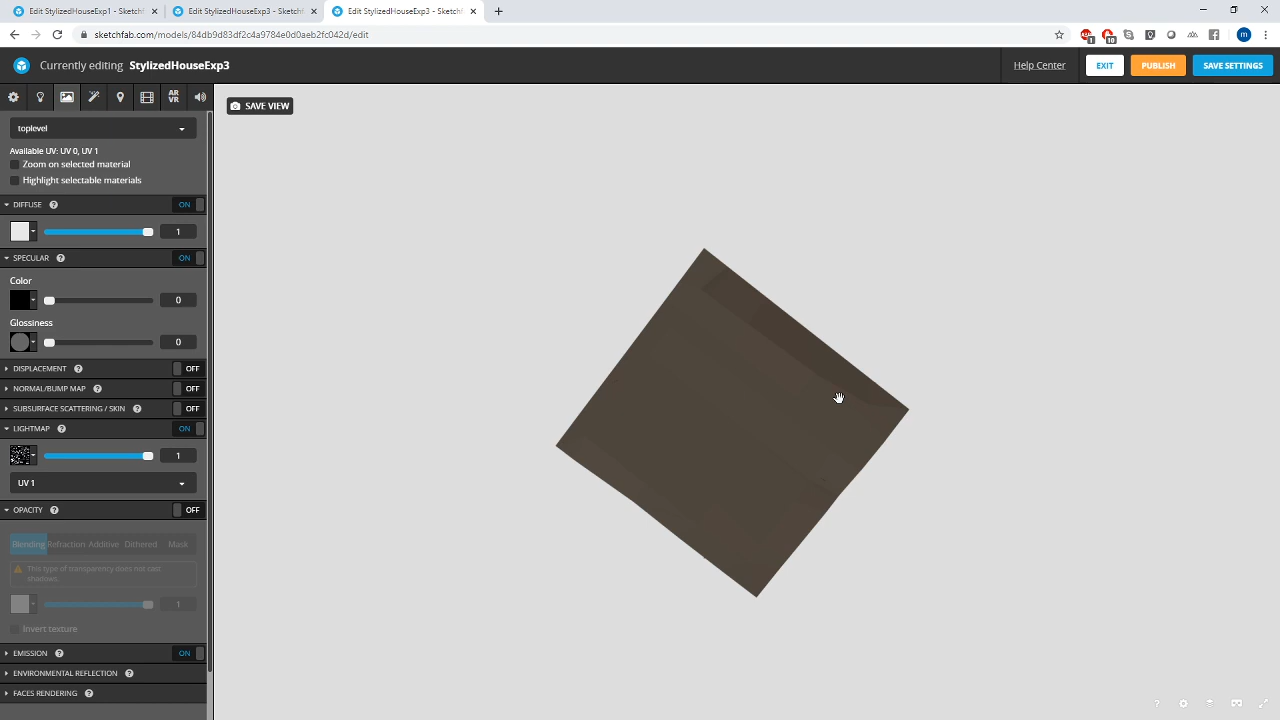 Edit StylizedHouseExp1 - Sketchf
Edit StylizedHouseExp3 - Sketchf
Edit StylizedHouseExp3 - Sketchf
sketchfab.com/models/84db9d83df2c4a9784e0d0aeb2fc042d/edit
Currently editing StylizedHouseExp3
Help Center
EXIT
PUBLISH
SAVE SETTINGS
AR
VR
SAVE VIEW
toplevel
Available UV: UV 0, UV 1
Zoom on selected material
Highlight selectable materials
DIFFUSE ? ON
1
SPECULAR ? ON
Color
0
Glossiness
0
DISPLACEMENT ? OFF
NORMAL/BUMP MAP ? OFF
SUBSURFACE SCATTERING / SKIN ? OFF
LIGHTMAP ? ON
1
UV 1
OPACITY ? OFF
Blending Refraction Additive Dithered Mask
This type of transparency does not cast
shadows.
1
Invert texture
EMISSION ? ON
ENVIRONMENTAL REFLECTION ?
FACES RENDERING ?
?